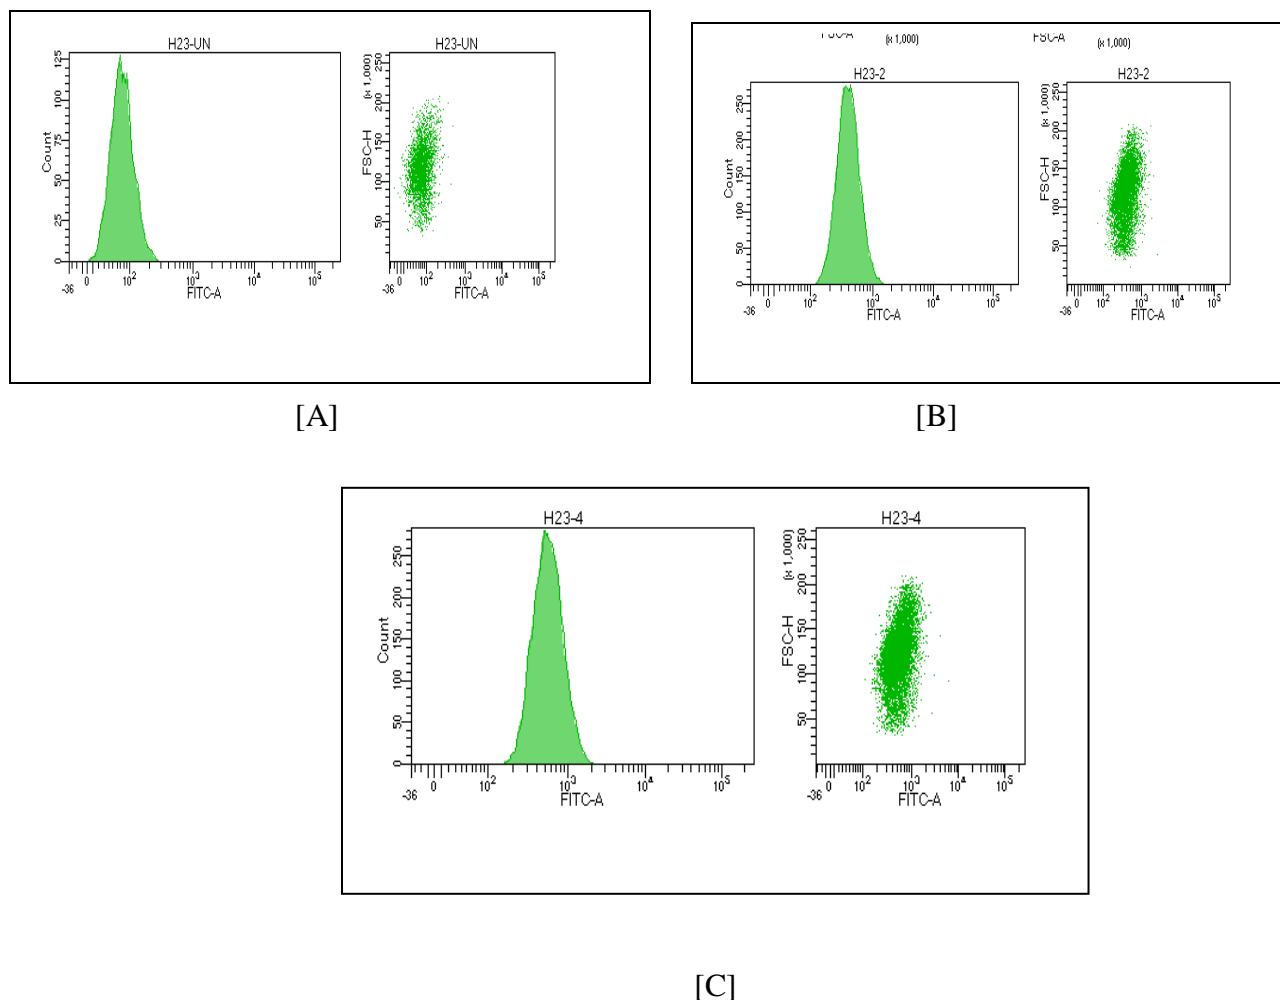 H23-UN
Count
0 25 50 75 100 125
-36 0 10² 10³ 10⁴ 10⁵
FITC-A
H23-UN
FSC-H
(x 1,000)
50 100 150 200 250
-36 0 10² 10³ 10⁴ 10⁵
FITC-A
[A]
FSC-A (x 1,000)
FSC-A (x 1,000)
H23-2
Count
0 50 100 150 200 250
-36 0 10² 10³ 10⁴ 10⁵
FITC-A
H23-2
FSC-H
(x 1,000)
50 100 150 200 250
-36 0 10² 10³ 10⁴ 10⁵
FITC-A
[B]
H23-4
Count
0 50 100 150 200 250
-36 0 10² 10³ 10⁴ 10⁵
FITC-A
H23-4
FSC-H
(x 1,000)
50 100 150 200 250
-36 0 10² 10³ 10⁴ 10⁵
FITC-A
[C]